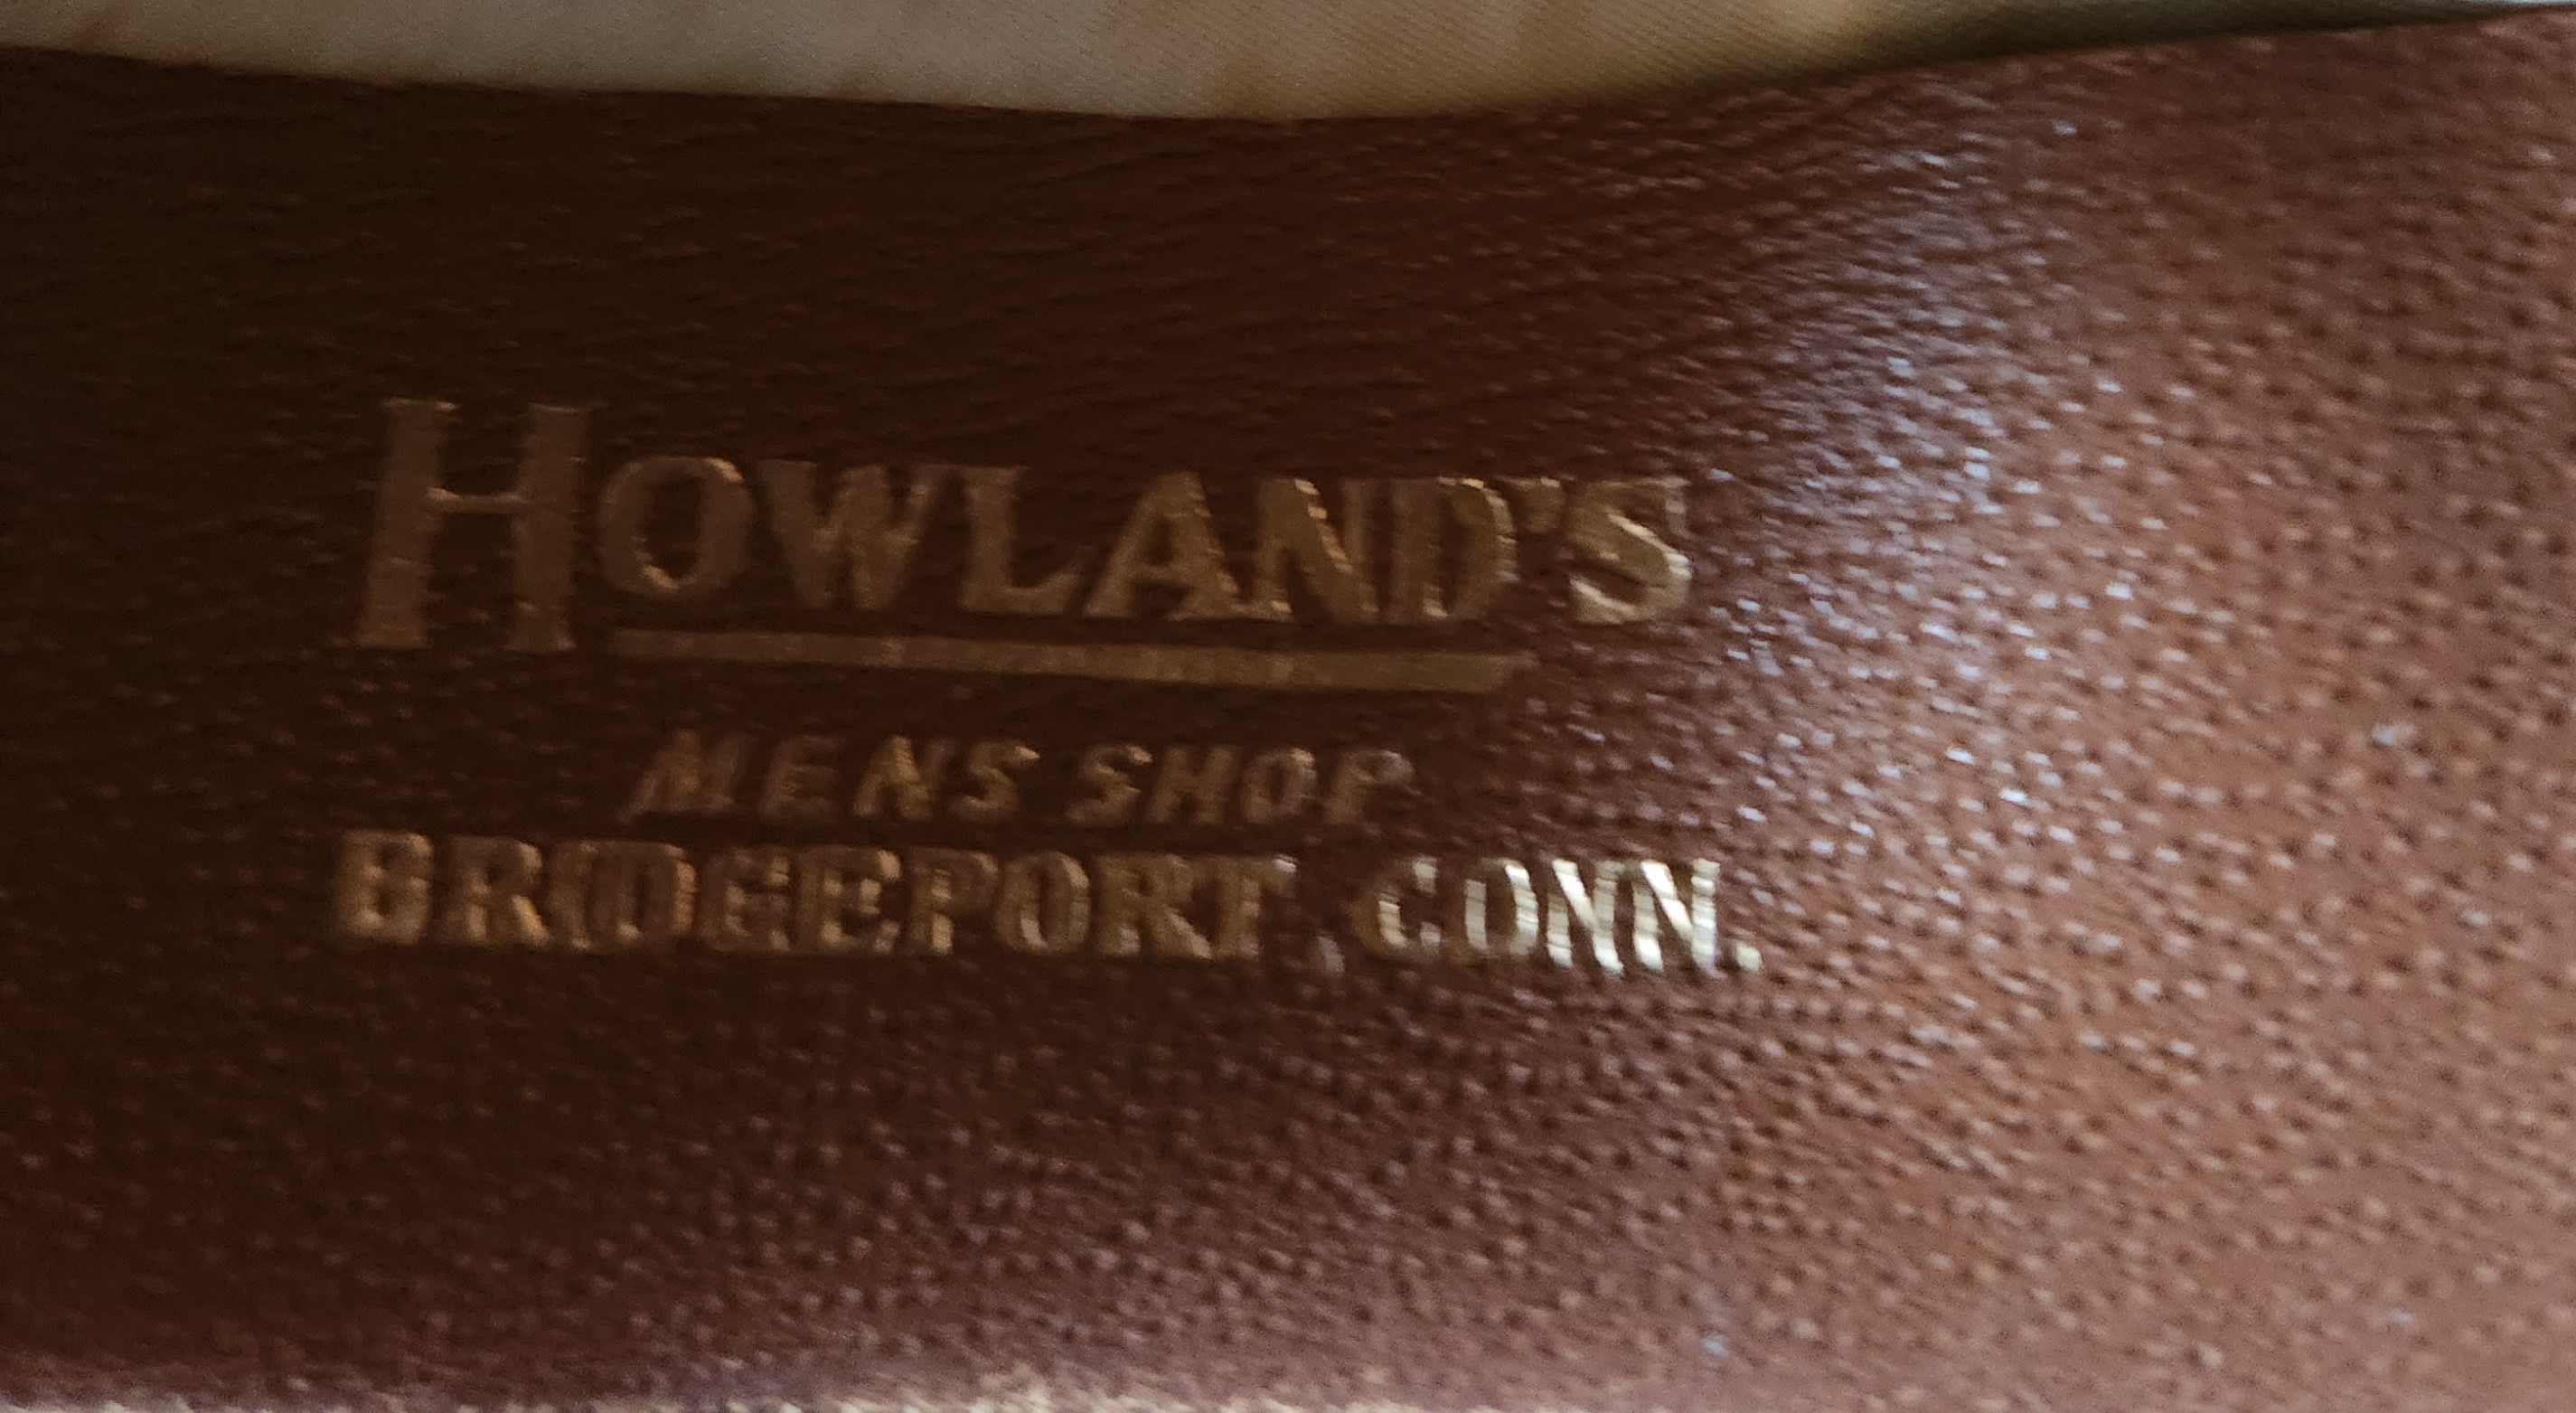 HOWLAND'S
MENS SHOP
BRIDGEPORT, CONN.